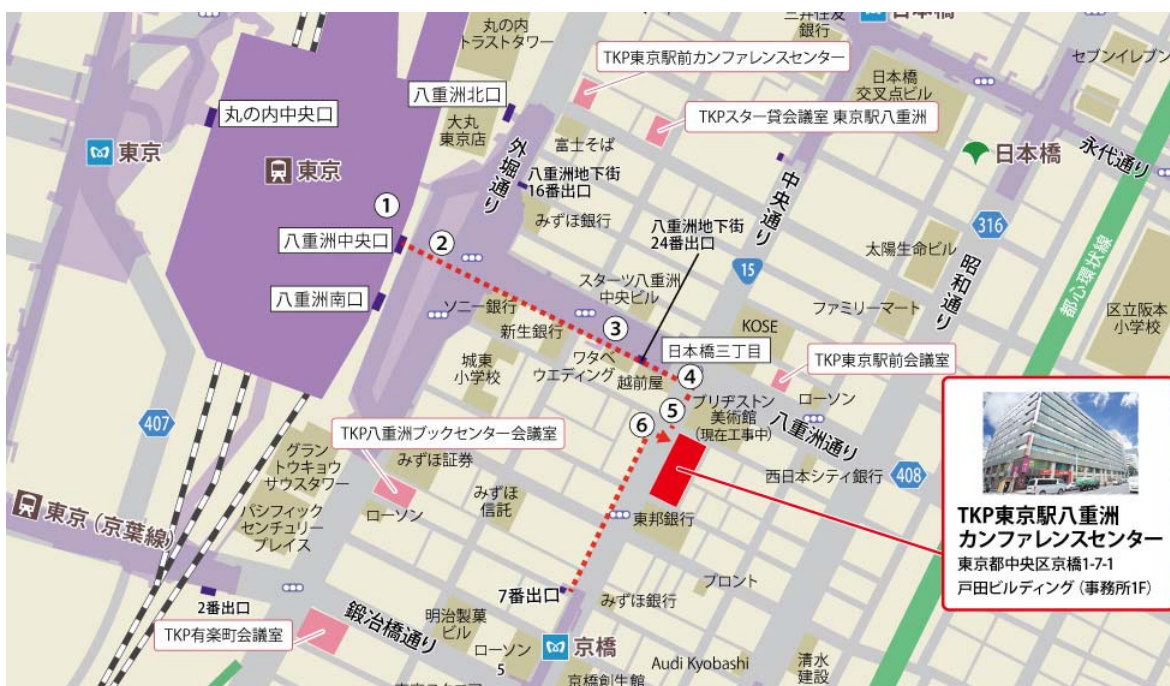 丸の内
トラストタワー
三井住友
銀行
日本橋
セブンイレブン
TKP東京駅前カンファレンスセンター
八重洲北口
丸の内中央口
大丸
東京店
日本橋
交叉点ビル
TKPスター貸会議室 東京駅八重洲
東京
東京
外堀通り
富士そば
日本橋
永代通り
八重洲地下街
16番出口
中央通り
みずほ銀行
①
八重洲中央口
②
八重洲地下街
24番出口
316
太陽生命ビル
昭和通り
都心環状線
15
八重洲南口
スターツ八重洲
中央ビル
ソニー銀行
新生銀行
③
ファミリーマート
KOSE
区立阪本
小学校
日本橋三丁目
城東
小学校
ワタベ
ウエディング
越前屋
④
TKP東京駅前会議室
ローソン
407
⑤
⑥
ブリヂストン
美術館
(現在工事中)
八重洲通り
TKP八重洲ブックセンター会議室
グラン
トウキョウ
サウスタワー
みずほ証券
西日本シティ銀行
408
みずほ
信託
ローソン
東邦銀行
パシフィック
センチュリー
プレイス
東京(京葉線)
TKP東京駅八重洲
カンファレンスセンター
東京都中央区京橋1-7-1
戸田ビルディング(事務所1F)
プロント
7番出口
みずほ銀行
2番出口
鍛冶橋通り
明治製菓
ビル
TKP有楽町会議室
ローソン
5
京橋
Audi Kyobashi
清水
建設
京橋創生館